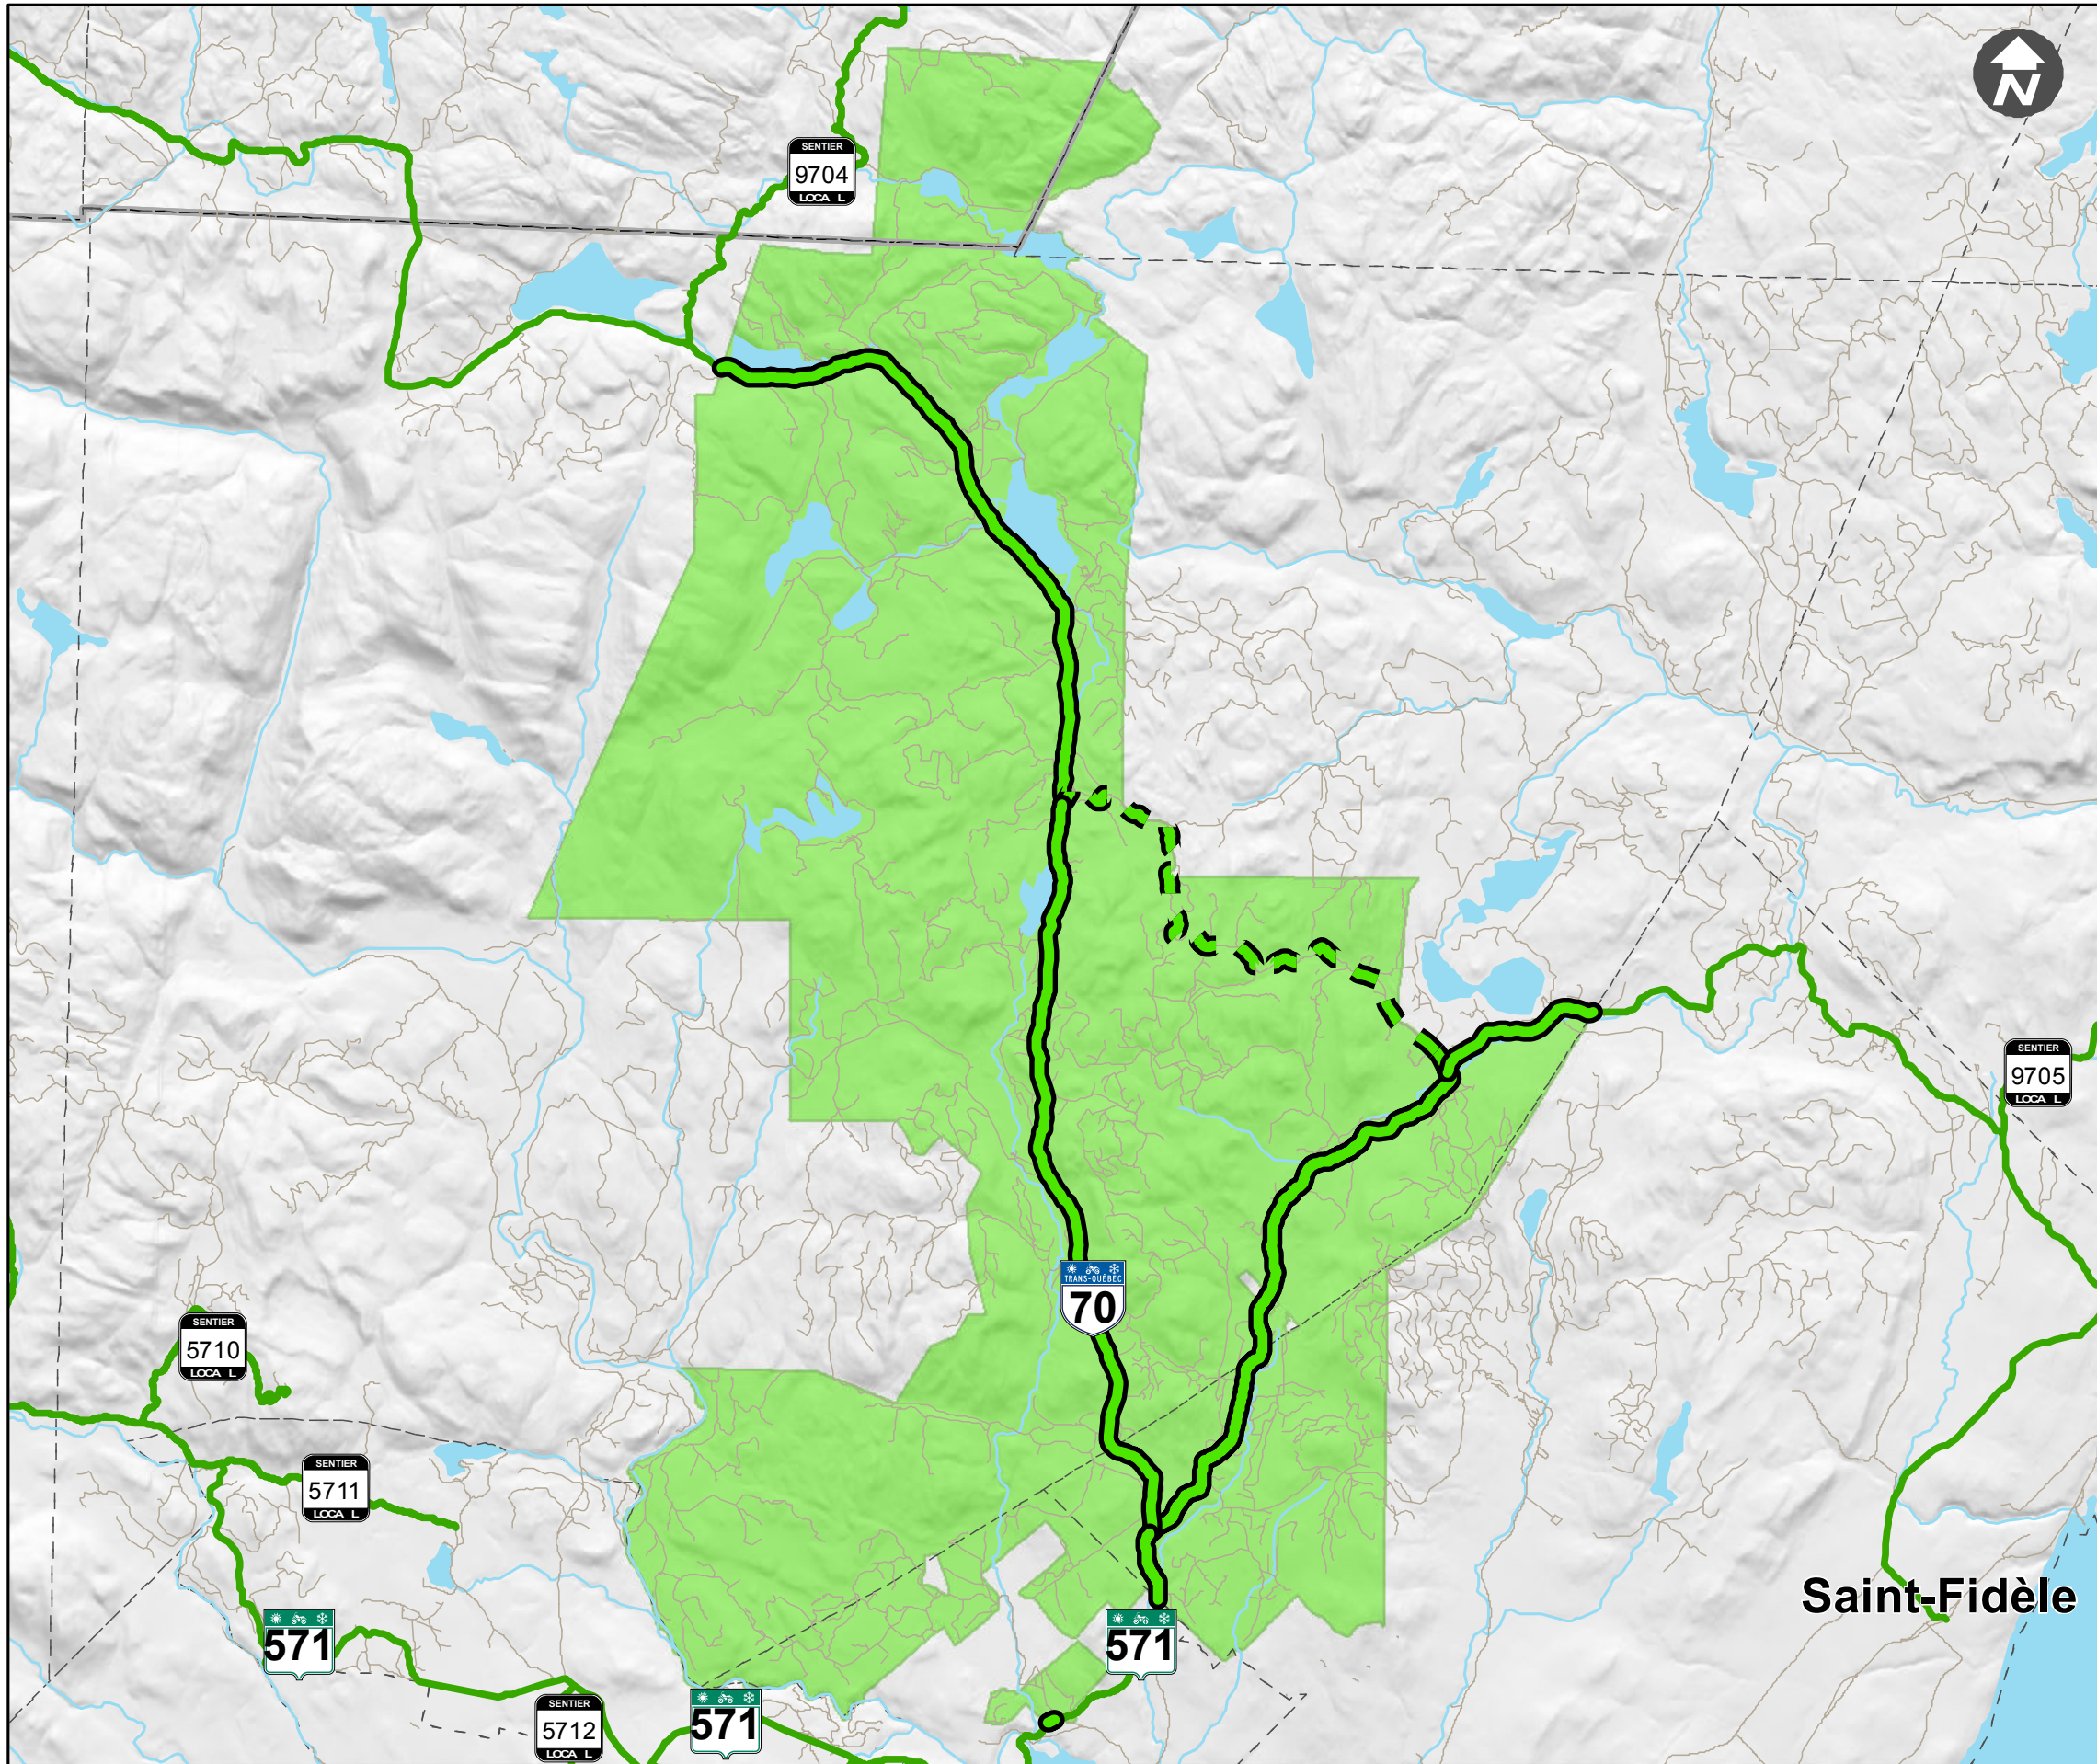 N
SENTIER
9704
LOCA L
SENTIER
9705
LOCA L
TRANS-QUÉBEC
70
SENTIER
5710
LOCA L
SENTIER
5711
LOCA L
Saint-Fidèle
571
571
SENTIER
5712
LOCA L
571